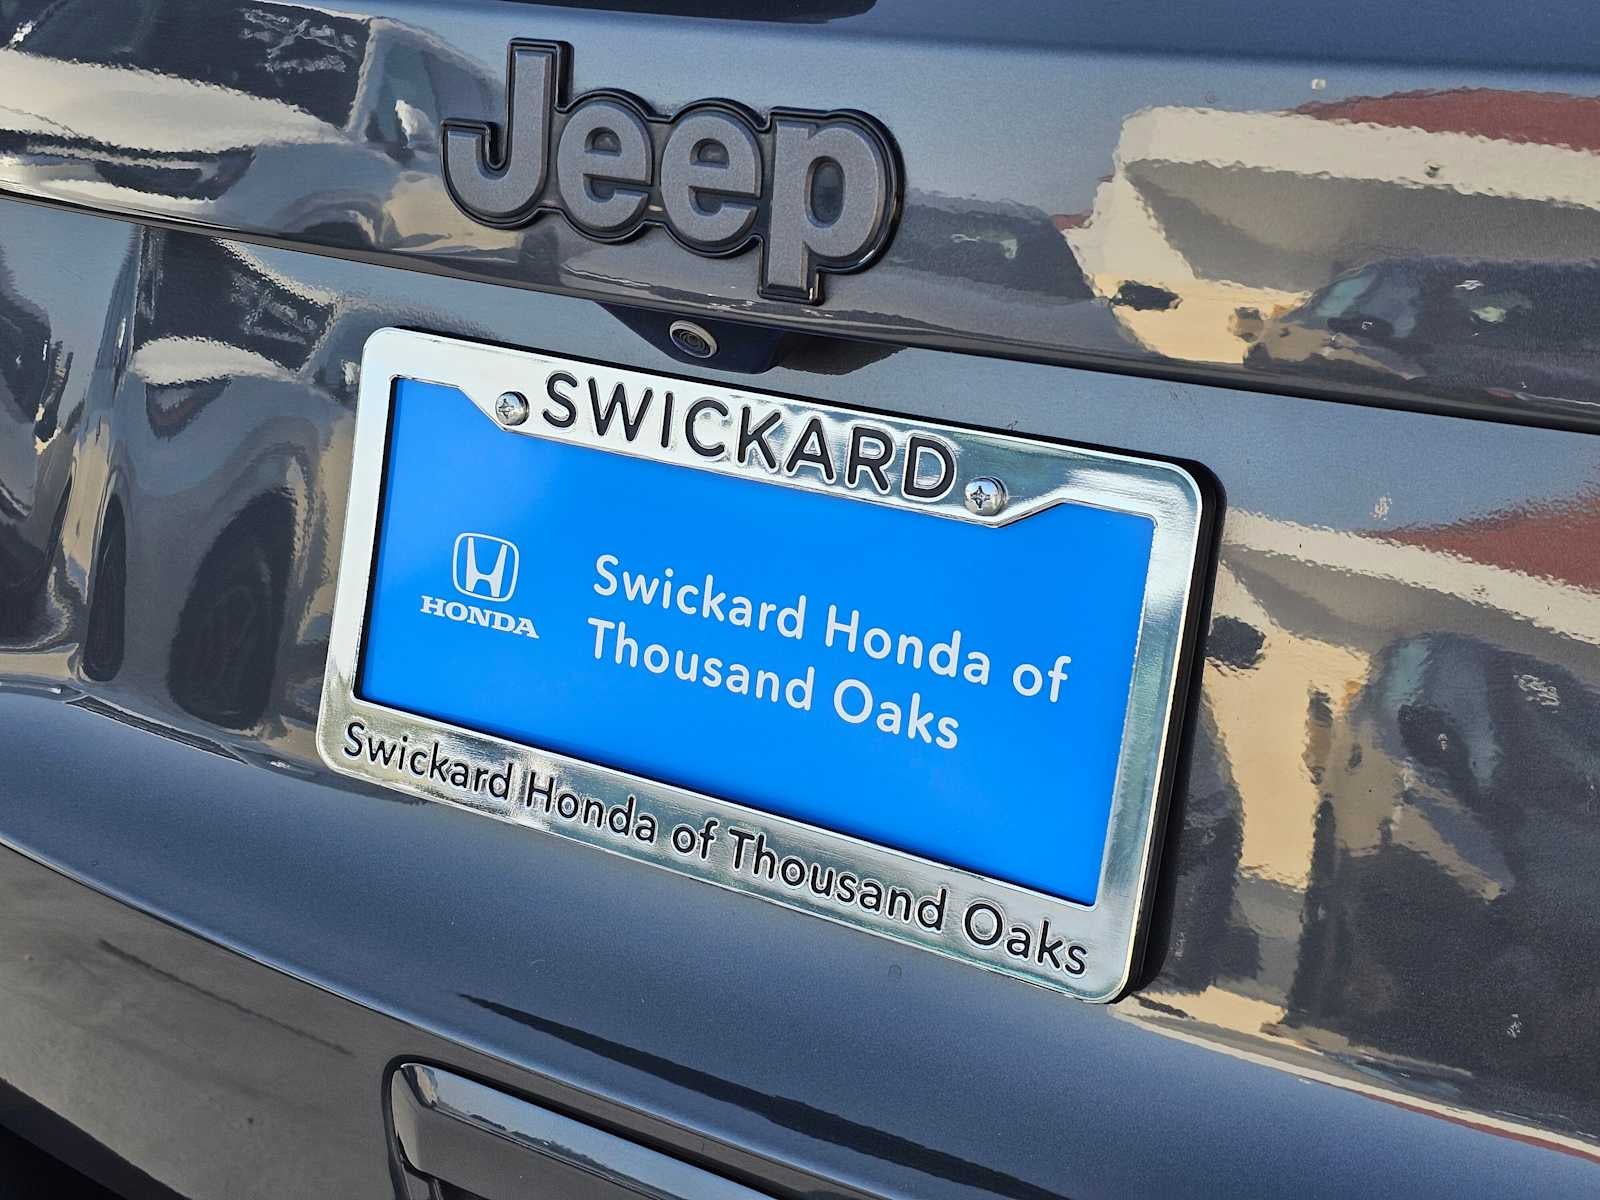 Jeep
SWICKARD
HONDA
Swickard Honda of
Thousand Oaks
Swickard Honda of Thousand Oaks